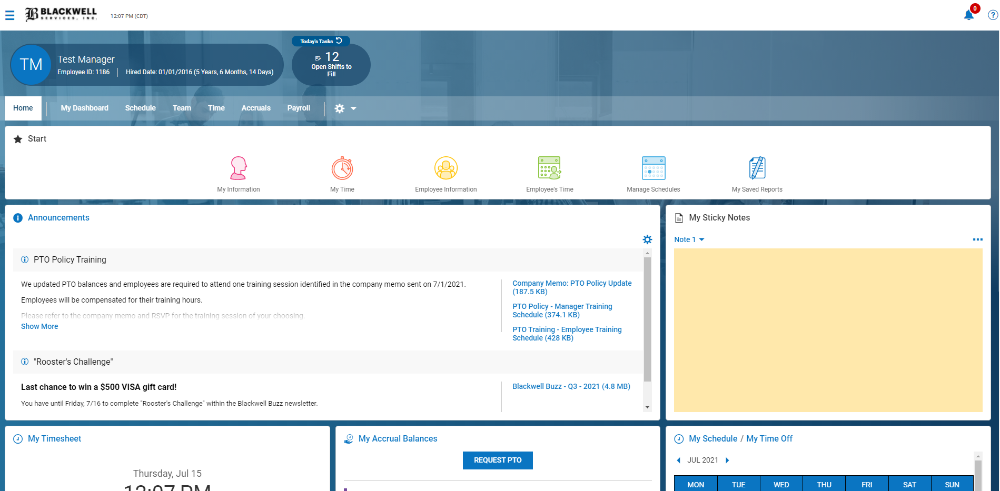 BLACKWELL
SERVICES, INC.
12:07 PM (CDT)
0
?
Today's Tasks
TM
Test Manager
Employee ID: 1186
Hired Date: 01/01/2016 (5 Years, 6 Months, 14 Days)
12
Open Shifts to
Fill
Home
My Dashboard
Schedule
Team
Time
Accruals
Payroll
Start
My Information
My Time
Employee Information
Employee's Time
Manage Schedules
My Saved Reports
Announcements
PTO Policy Training
We updated PTO balances and employees are required to attend one training session identified in the company memo sent on 7/1/2021.
Employees will be compensated for their training hours.
Please refer to the company memo and RSVP for the training session of your choosing.
Show More
Company Memo: PTO Policy Update
(187.5 KB)
PTO Policy - Manager Training
Schedule (374.1 KB)
PTO Training - Employee Training
Schedule (428 KB)
"Rooster's Challenge"
Last chance to win a $500 VISA gift card!
You have until Friday, 7/16 to complete "Rooster's Challenge" within the Blackwell Buzz newsletter.
Blackwell Buzz - Q3 - 2021 (4.8 MB)
My Sticky Notes
Note 1
My Timesheet
Thursday, Jul 15
12:07 PM
My Accrual Balances
REQUEST PTO
My Schedule / My Time Off
JUL 2021
MON
TUE
WED
THU
FRI
SAT
SUN